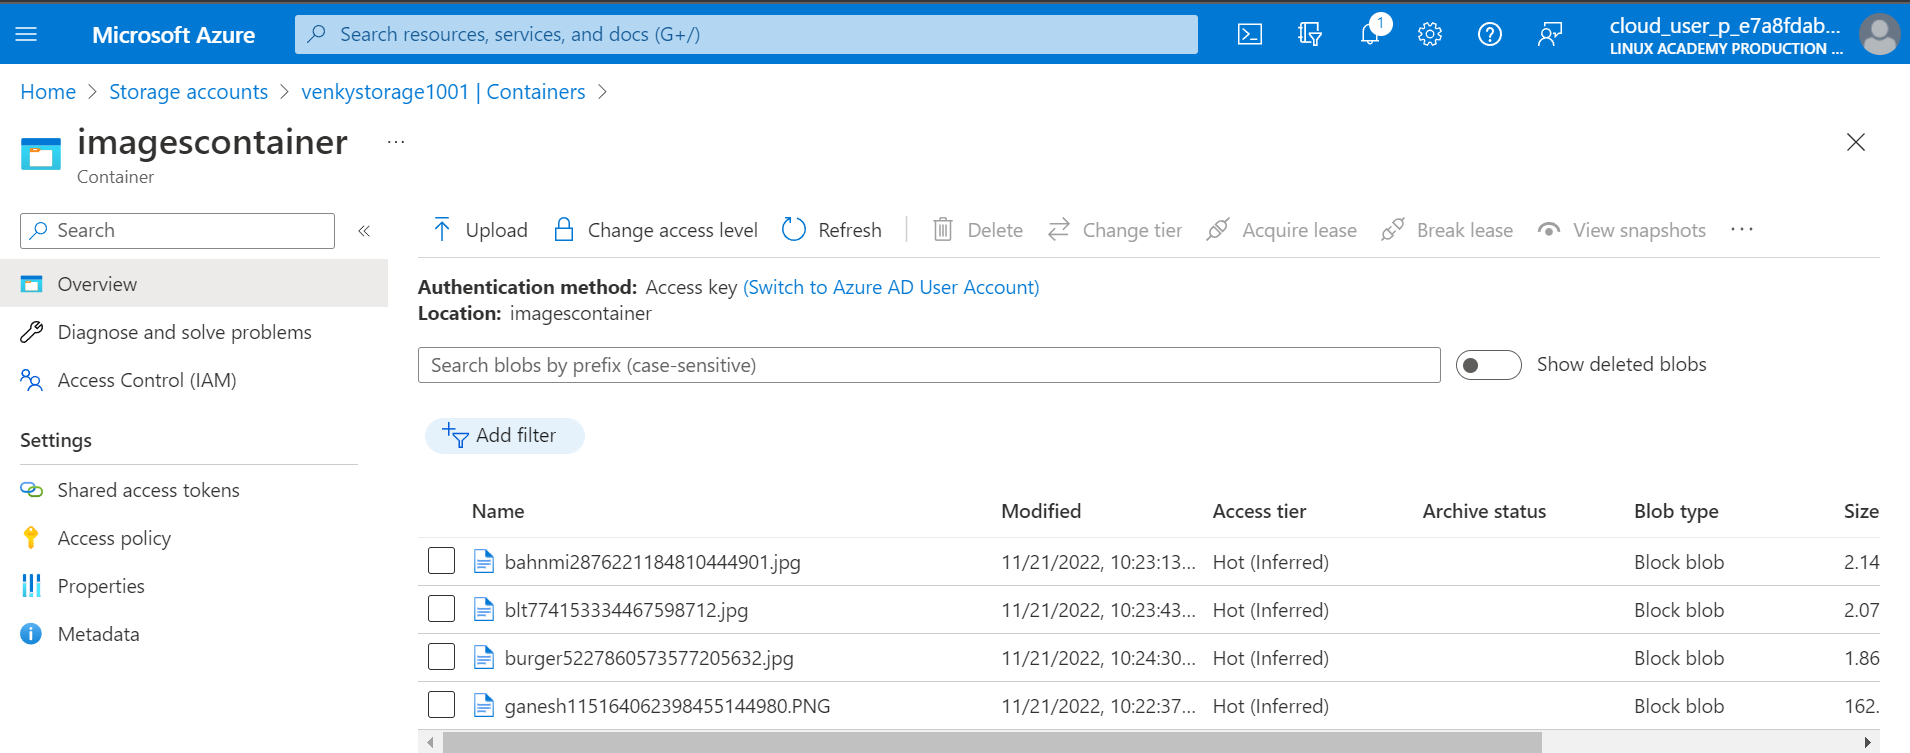 Microsoft Azure
Search resources, services, and docs (G+/)
1
cloud_user_p_e7a8fdab...
LINUX ACADEMY PRODUCTION ...
Home > Storage accounts > venkystorage1001 | Containers >
imagescontainer ...
Container
Search
«
Upload Change access level Refresh Delete Change tier Acquire lease Break lease View snapshots ...
Overview
Diagnose and solve problems
Access Control (IAM)
Settings
Shared access tokens
Access policy
Properties
Metadata
Authentication method: Access key (Switch to Azure AD User Account)
Location: imagescontainer
Search blobs by prefix (case-sensitive)
Show deleted blobs
Add filter
Name Modified Access tier Archive status Blob type Size
bahnmi2876221184810444901.jpg 11/21/2022, 10:23:13... Hot (Inferred) Block blob 2.14
blt774153334467598712.jpg 11/21/2022, 10:23:43... Hot (Inferred) Block blob 2.07
burger5227860573577205632.jpg 11/21/2022, 10:24:30... Hot (Inferred) Block blob 1.86
ganesh115164062398455144980.PNG 11/21/2022, 10:22:37... Hot (Inferred) Block blob 162.